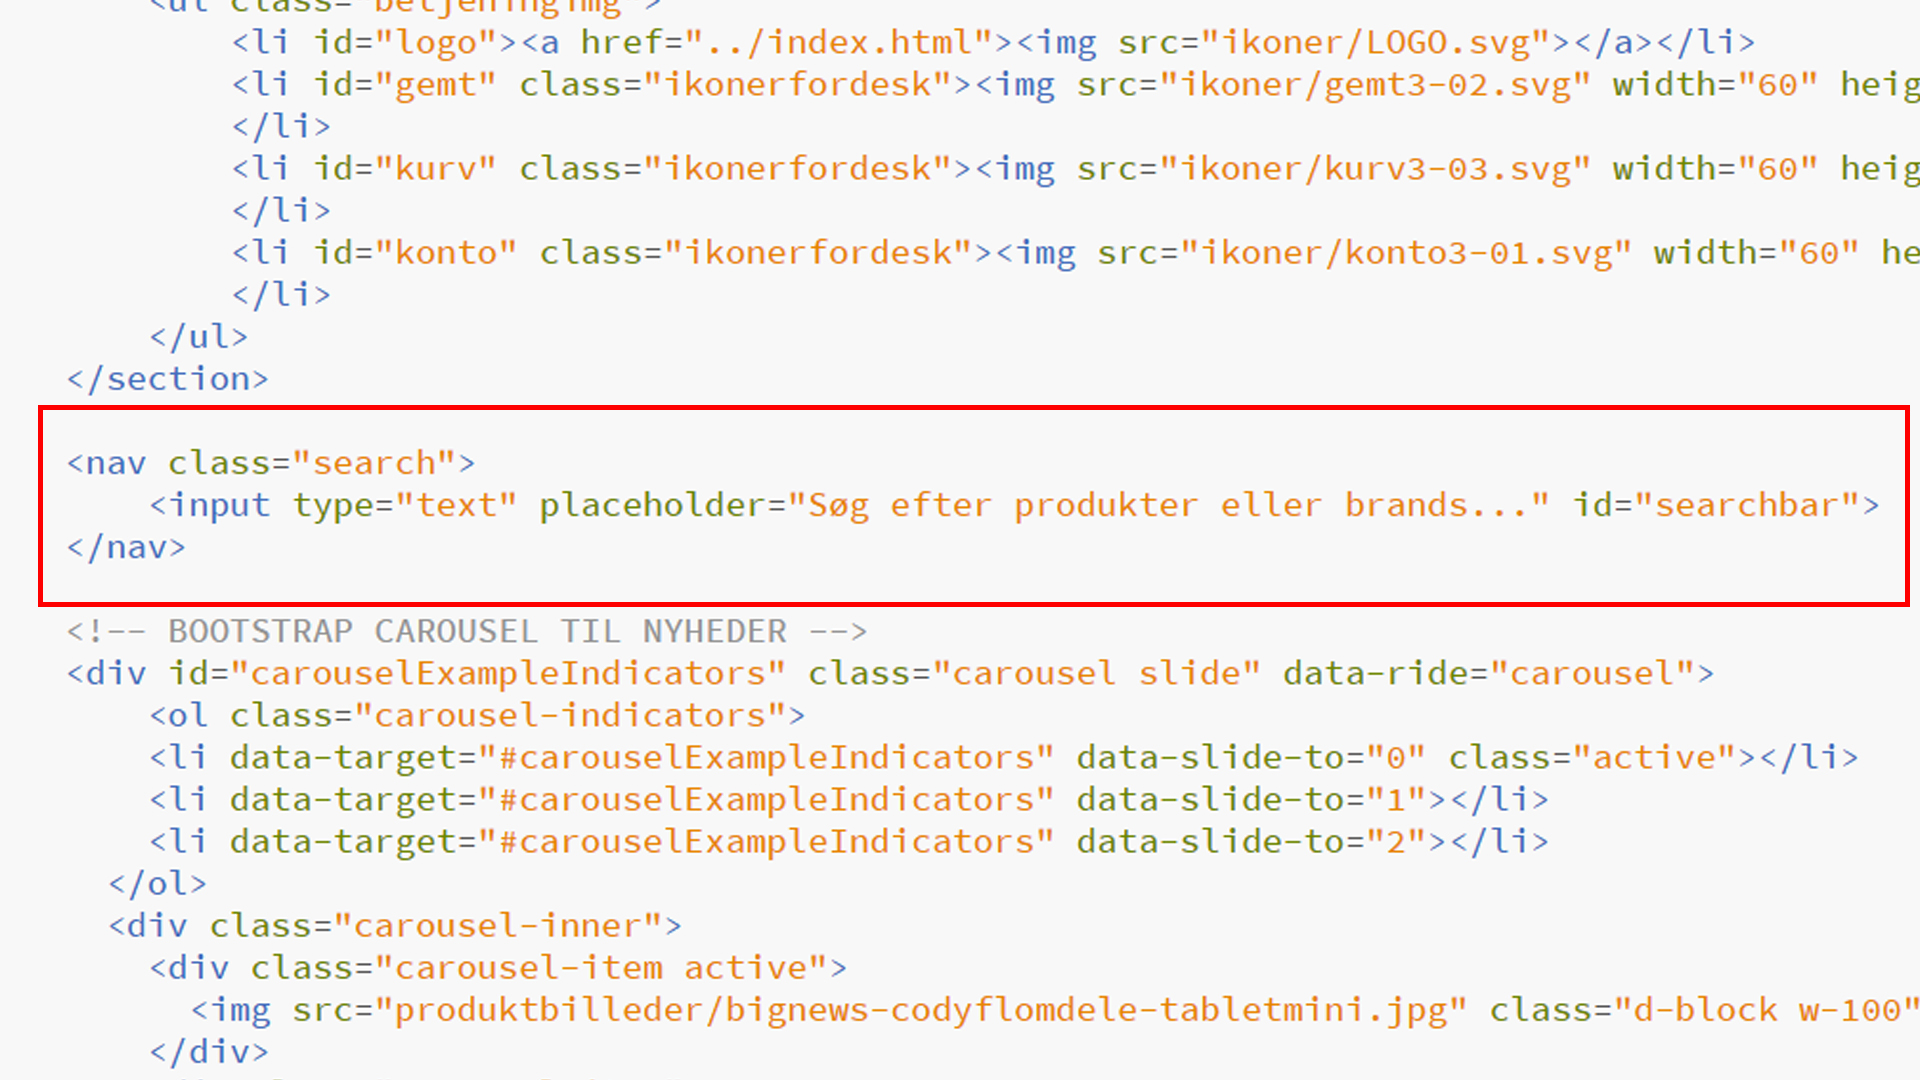 <ul class="betjeningimg">
<li id="logo"><a href="../index.html"><img src="ikoner/LOGO.svg"></a></li>
<li id="gemt" class="ikonerfordesk"><img src="ikoner/gemt3-02.svg" width="60" heig
</li>
<li id="kurv" class="ikonerfordesk"><img src="ikoner/kurv3-03.svg" width="60" heig
</li>
<li id="konto" class="ikonerfordesk"><img src="ikoner/konto3-01.svg" width="60" he
</li>
</ul>
</section>
<nav class="search">
<input type="text" placeholder="Søg efter produkter eller brands..." id="searchbar">
</nav>
<!-- BOOTSTRAP CAROUSEL TIL NYHEDER -->
<div id="carouselExampleIndicators" class="carousel slide" data-ride="carousel">
<ol class="carousel-indicators">
<li data-target="#carouselExampleIndicators" data-slide-to="0" class="active"></li>
<li data-target="#carouselExampleIndicators" data-slide-to="1"></li>
<li data-target="#carouselExampleIndicators" data-slide-to="2"></li>
</ol>
<div class="carousel-inner">
<div class="carousel-item active">
<img src="produktbilleder/bignews-codyflomdele-tabletmini.jpg" class="d-block w-100"
</div>